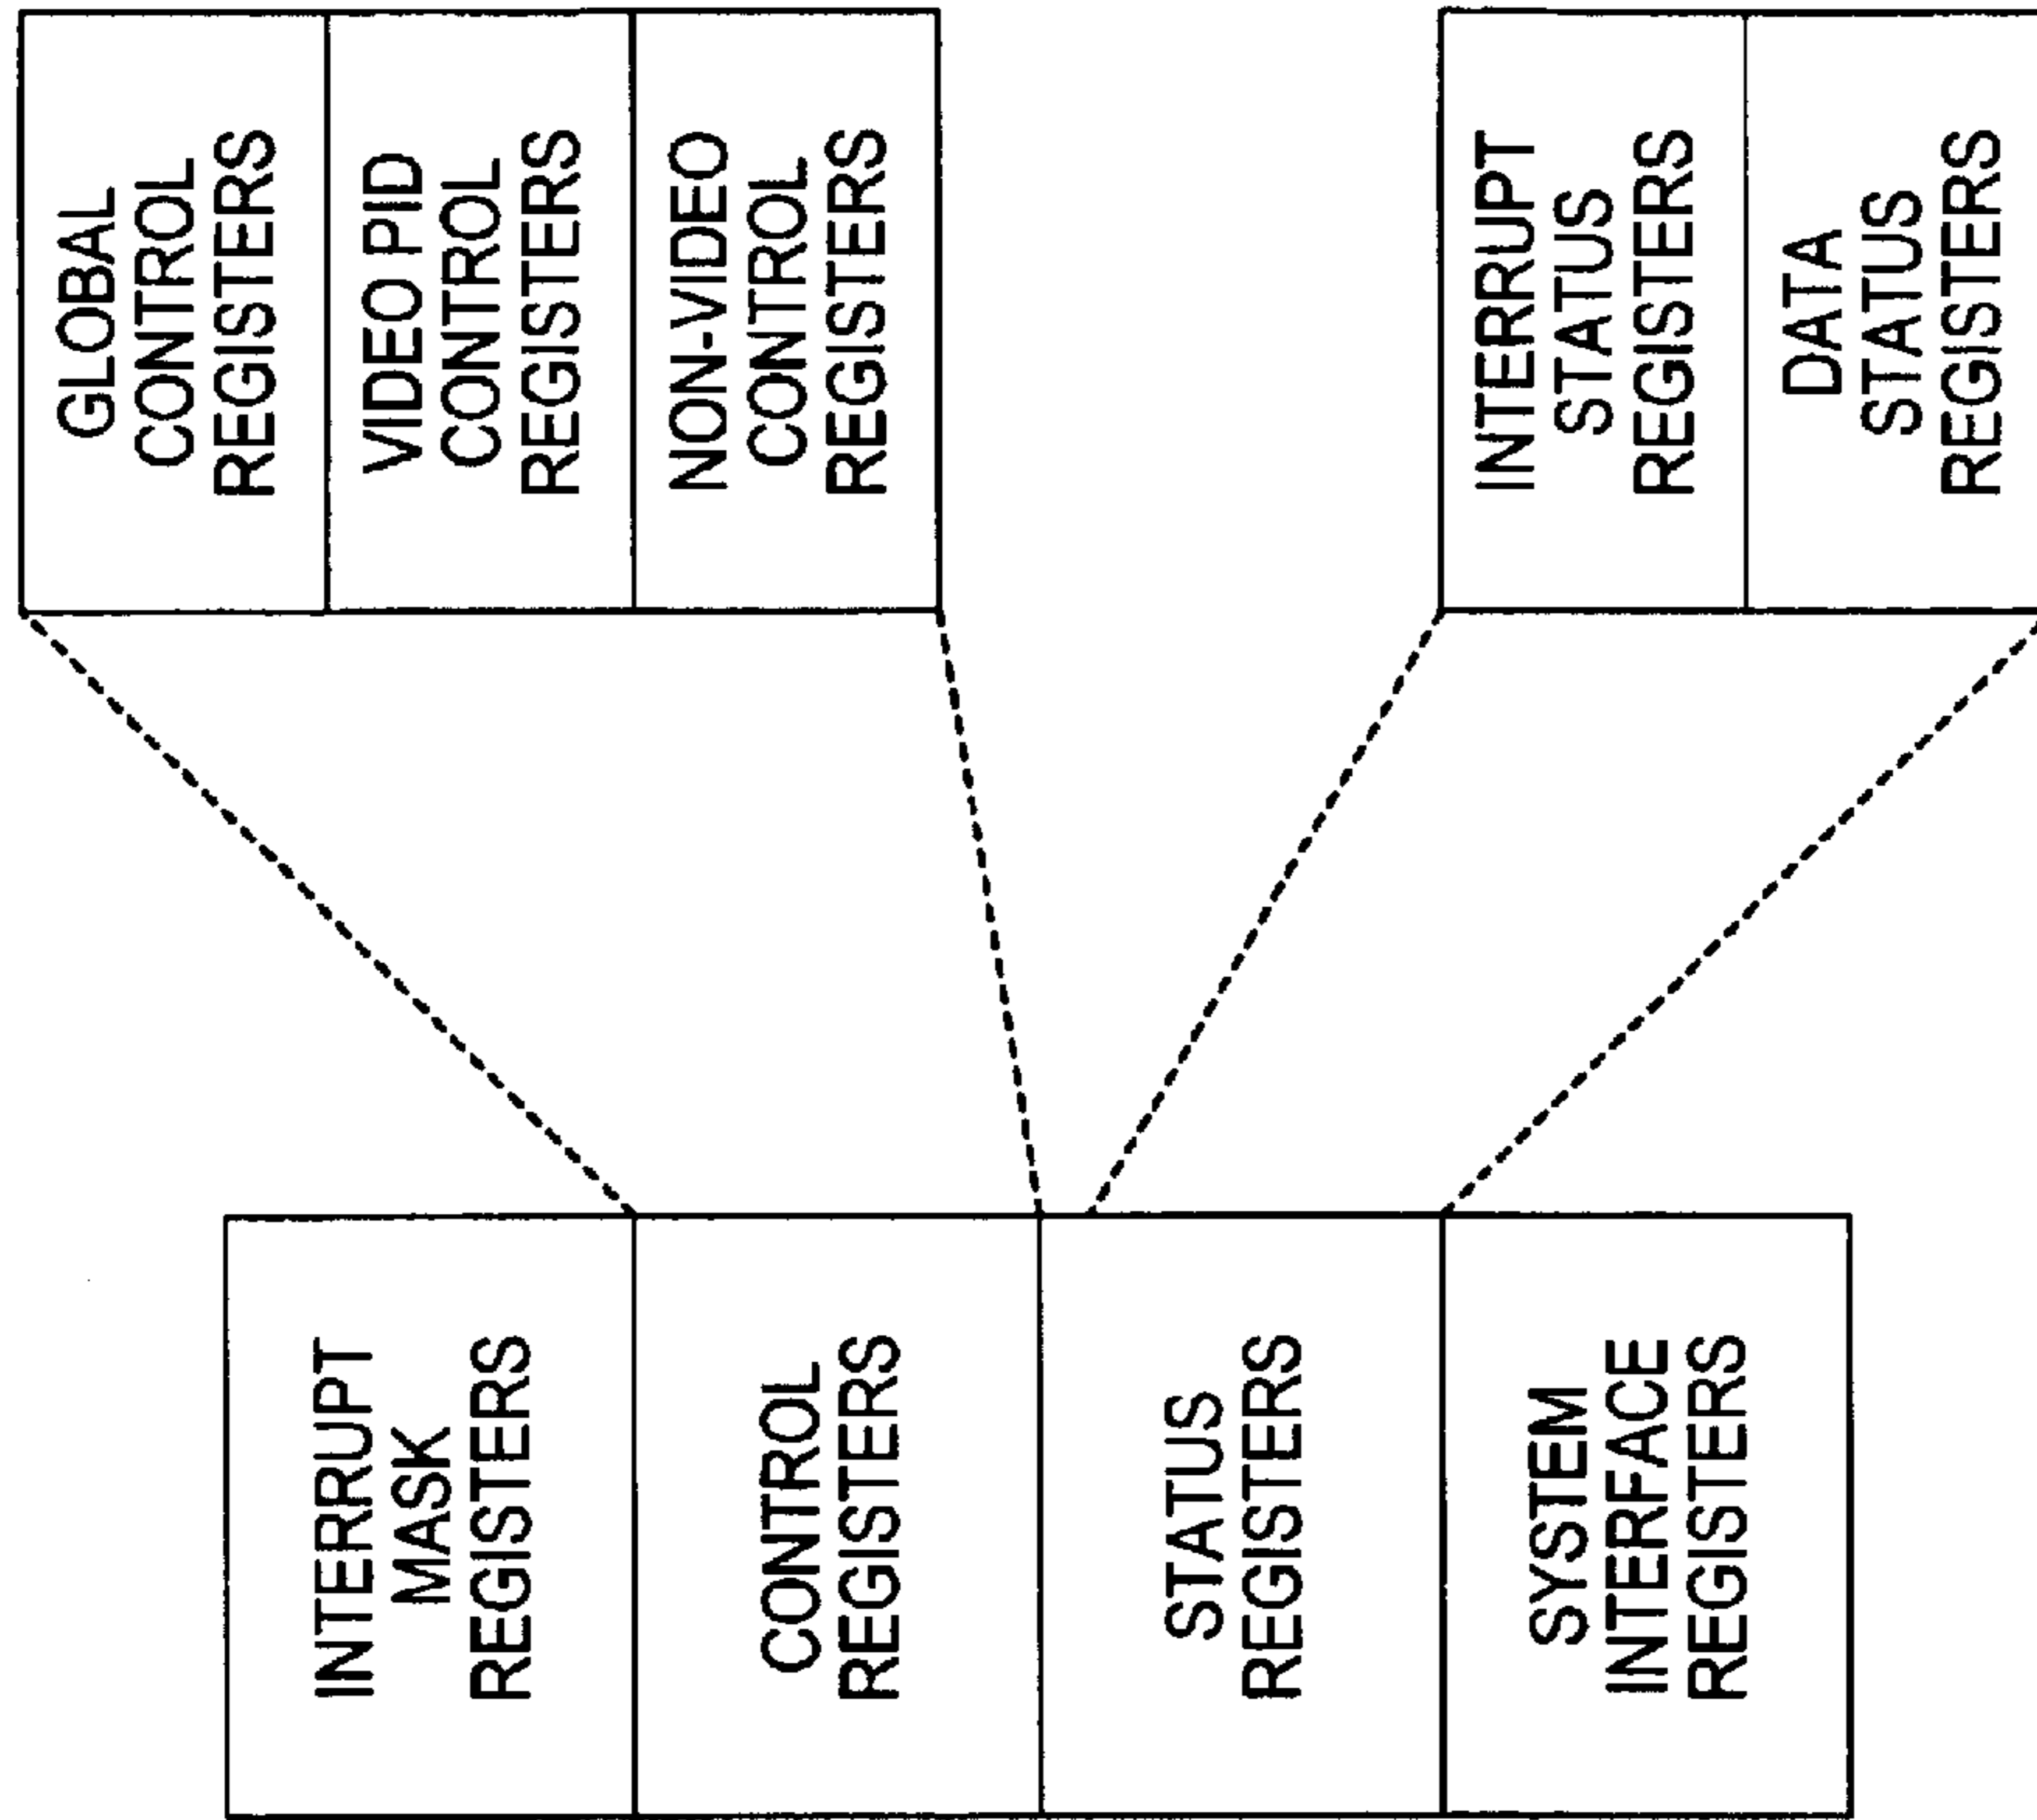 GLOBAL
CONTROL
REGISTERS
VIDEO PID
CONTROL
REGISTERS
NON-VIDEO
CONTROL
REGISTERS
INTERRUPT
STATUS
REGISTERS
DATA
STATUS
REGISTERS
INTERRUPT
MASK
REGISTERS
CONTROL
REGISTERS
STATUS
REGISTERS
SYSTEM
INTERFACE
REGISTERS